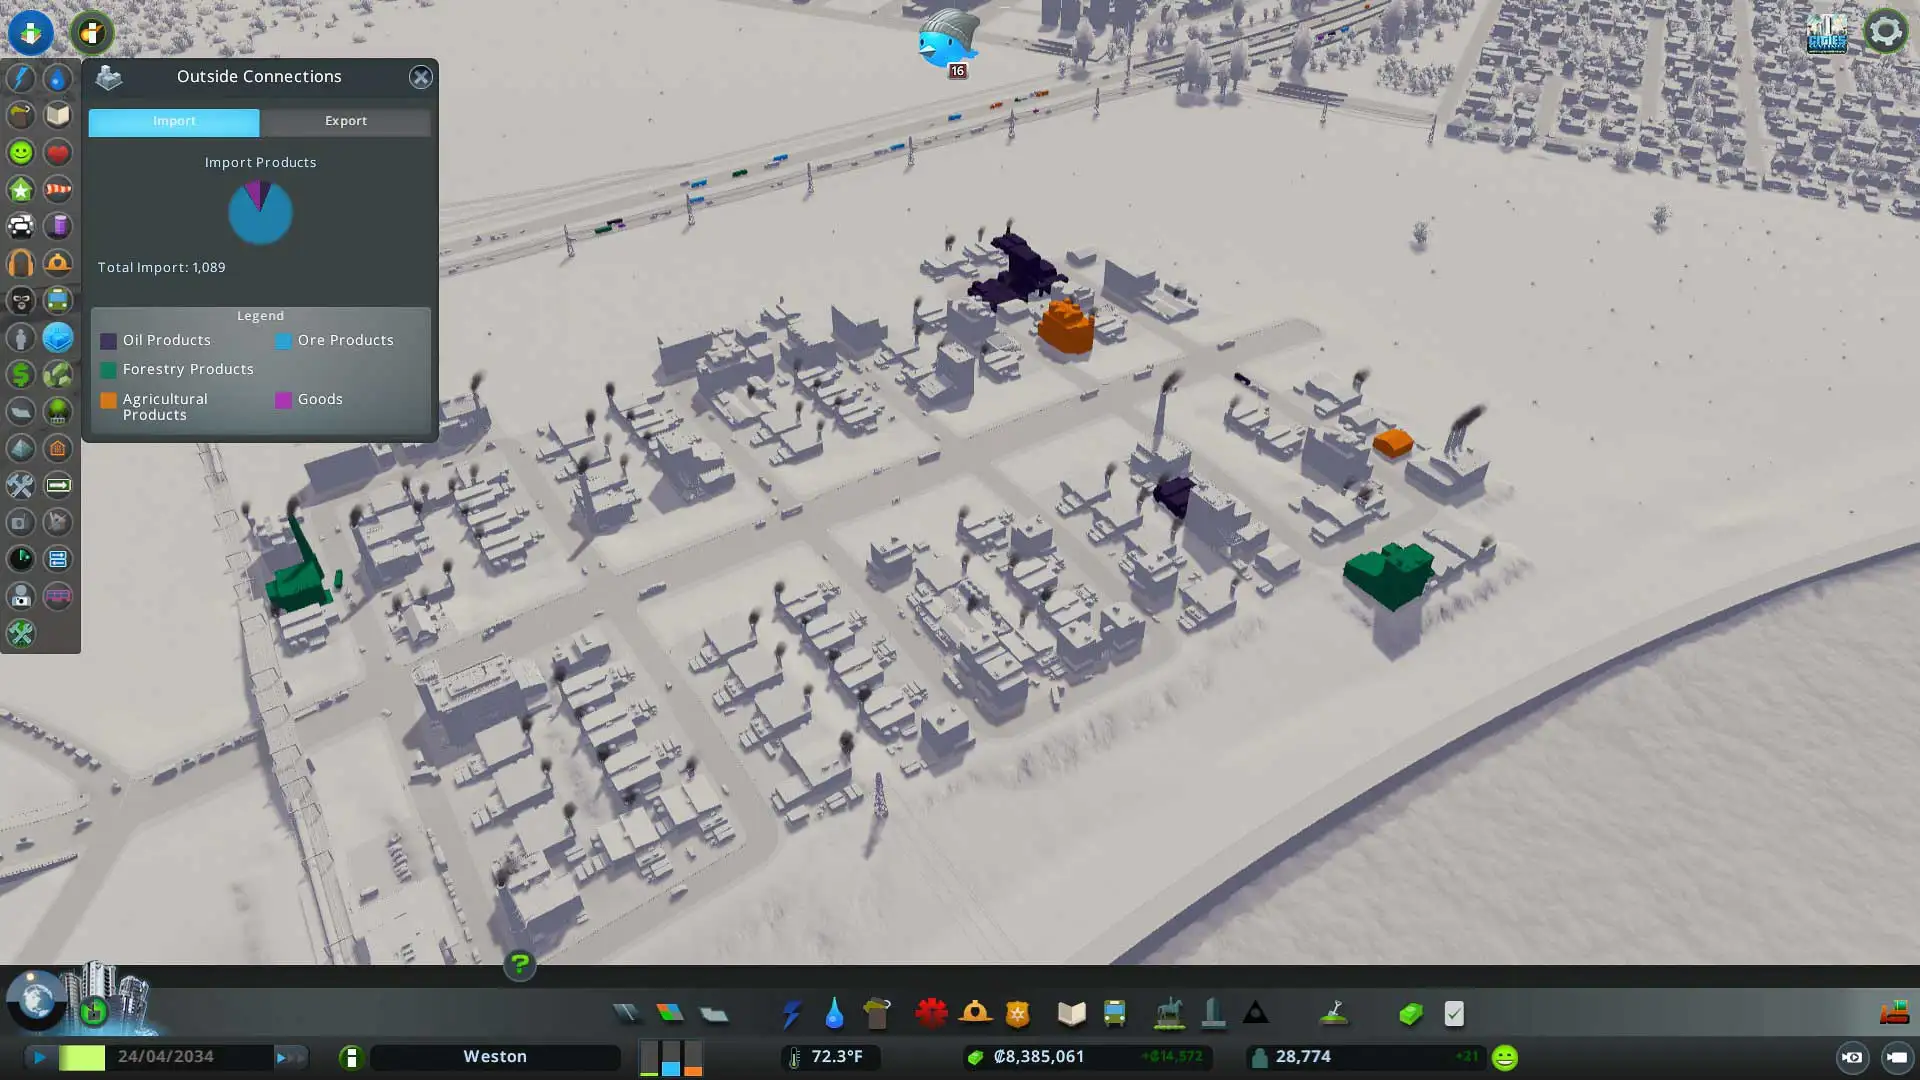 16
CITIES
Outside Connections
Import Export
Import Products
Total Import: 1,089
Legend
Oil Products Ore Products
Forestry Products
Agricultural Goods
Products
?
24/04/2034 Weston 72.3°F ₡8,385,061 +₡14,572 28,774 +21